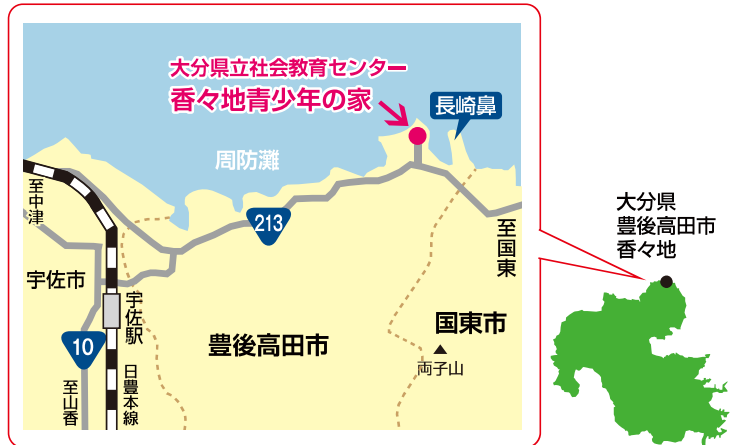 大分県立社会教育センター
香々地青少年の家
長崎鼻
周防灘
至中津
213
至国東
宇佐市
宇佐駅
10
豊後高田市
国東市
両子山
至山香
日豊本線
大分県
豊後高田市
香々地